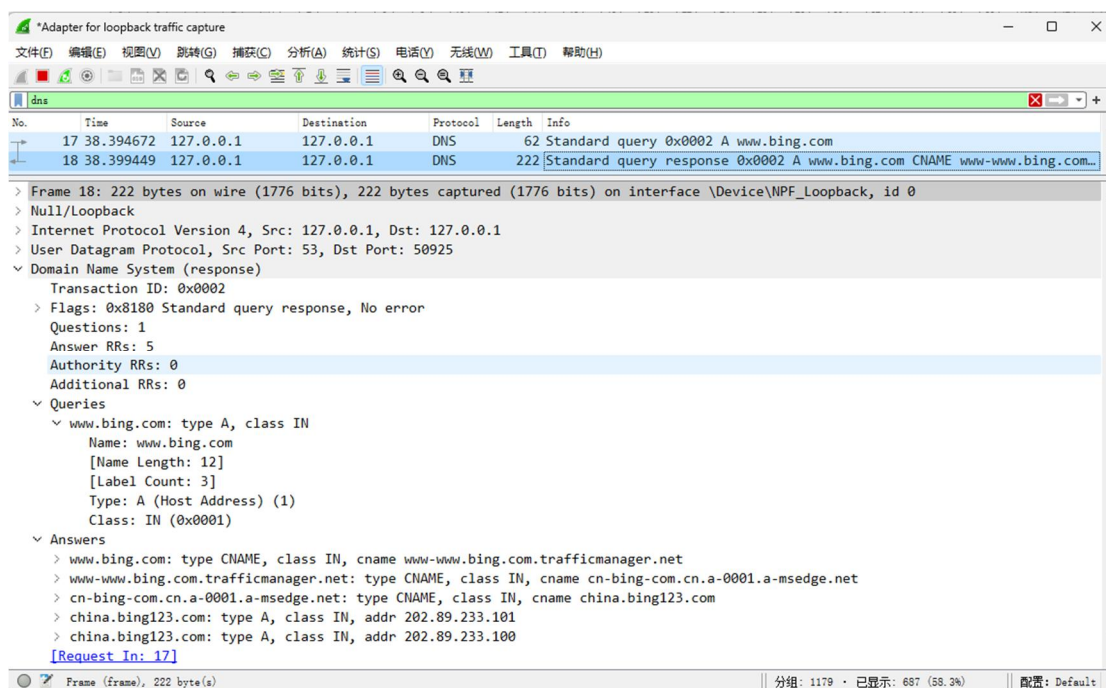 *Adapter for loopback traffic capture
文件(F) 编辑(E) 视图(V) 跳转(G) 捕获(C) 分析(A) 统计(S) 电话(Y) 无线(W) 工具(T) 帮助(H)
dns
No. Time Source Destination Protocol Length Info
17 38.394672 127.0.0.1 127.0.0.1 DNS 62 Standard query 0x0002 A www.bing.com
18 38.399449 127.0.0.1 127.0.0.1 DNS 222 Standard query response 0x0002 A www.bing.com CNAME www-www.bing.com…
Frame 18: 222 bytes on wire (1776 bits), 222 bytes captured (1776 bits) on interface \Device\NPF_Loopback, id 0
Null/Loopback
Internet Protocol Version 4, Src: 127.0.0.1, Dst: 127.0.0.1
User Datagram Protocol, Src Port: 53, Dst Port: 50925
Domain Name System (response)
Transaction ID: 0x0002
Flags: 0x8180 Standard query response, No error
Questions: 1
Answer RRs: 5
Authority RRs: 0
Additional RRs: 0
Queries
www.bing.com: type A, class IN
Name: www.bing.com
[Name Length: 12]
[Label Count: 3]
Type: A (Host Address) (1)
Class: IN (0x0001)
Answers
www.bing.com: type CNAME, class IN, cname www-www.bing.com.trafficmanager.net
www-www.bing.com.trafficmanager.net: type CNAME, class IN, cname cn-bing-com.cn.a-0001.a-msedge.net
cn-bing-com.cn.a-0001.a-msedge.net: type CNAME, class IN, cname china.bing123.com
china.bing123.com: type A, class IN, addr 202.89.233.101
china.bing123.com: type A, class IN, addr 202.89.233.100
[Request In: 17]
Frame (frame), 222 byte(s) 分组: 1179 · 已显示: 687 (58.3%) 配置: Default